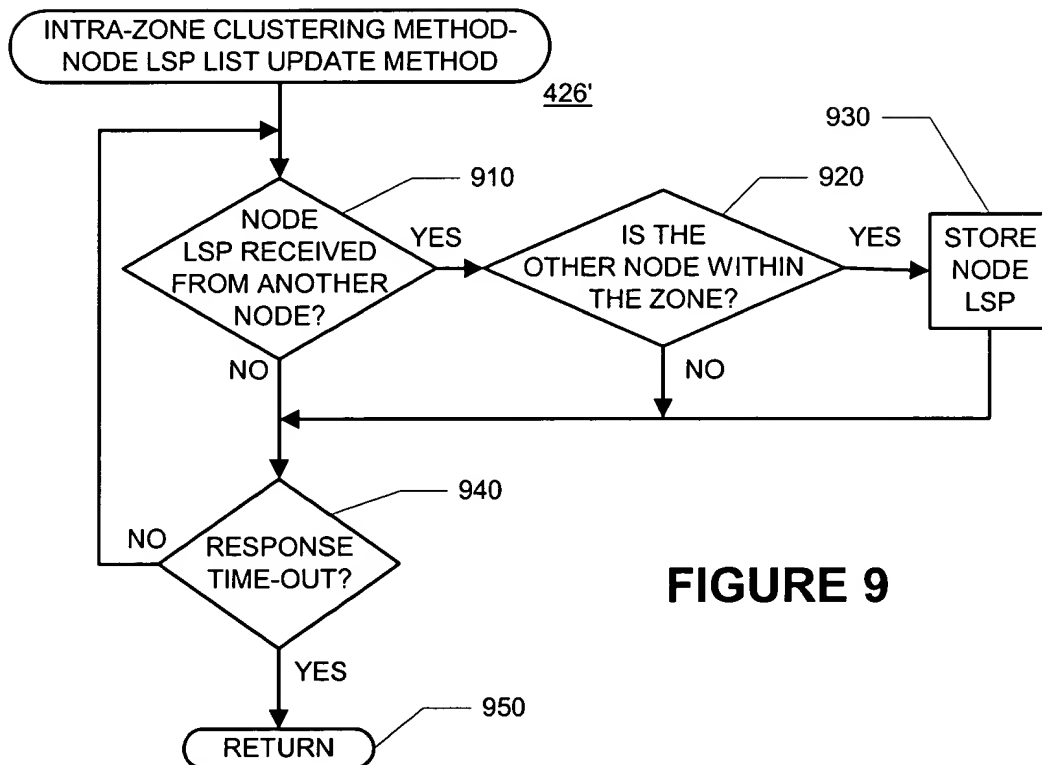 INTRA-ZONE CLUSTERING METHOD-
NODE LSP LIST UPDATE METHOD
426'
930
910
920
NODE
LSP RECEIVED
FROM ANOTHER
NODE?
YES
IS THE
OTHER NODE WITHIN
THE ZONE?
YES
STORE
NODE
LSP
NO
NO
940
NO
RESPONSE
TIME-OUT?
FIGURE 9
YES
950
RETURN